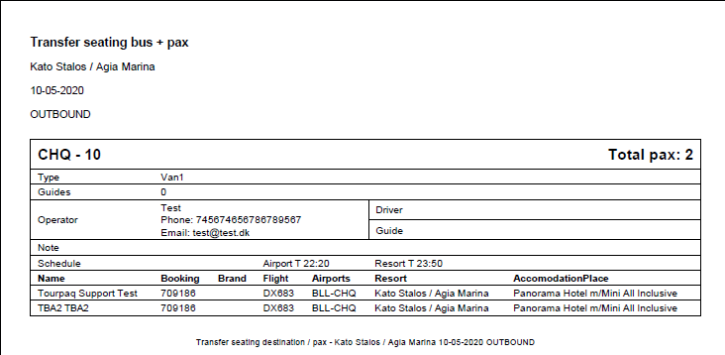 Transfer seating bus + pax
Kato Stalos / Agia Marina
10-05-2020
OUTBOUND
CHQ - 10 Total pax: 2
Type Van1
Guides 0
Operator Test
Phone: 745674656786789567
Email: test@test.dk
Driver
Guide
Note
Schedule Airport T 22:20 Resort T 23:50
Name Booking Brand Flight Airports Resort AccomodationPlace
Tourpaq Support Test 709186 DX683 BLL-CHQ Kato Stalos / Agia Marina Panorama Hotel m/Mini All Inclusive
TBA2 TBA2 709186 DX683 BLL-CHQ Kato Stalos / Agia Marina Panorama Hotel m/Mini All Inclusive
Transfer seating destination / pax - Kato Stalos / Agia Marina 10-05-2020 OUTBOUND